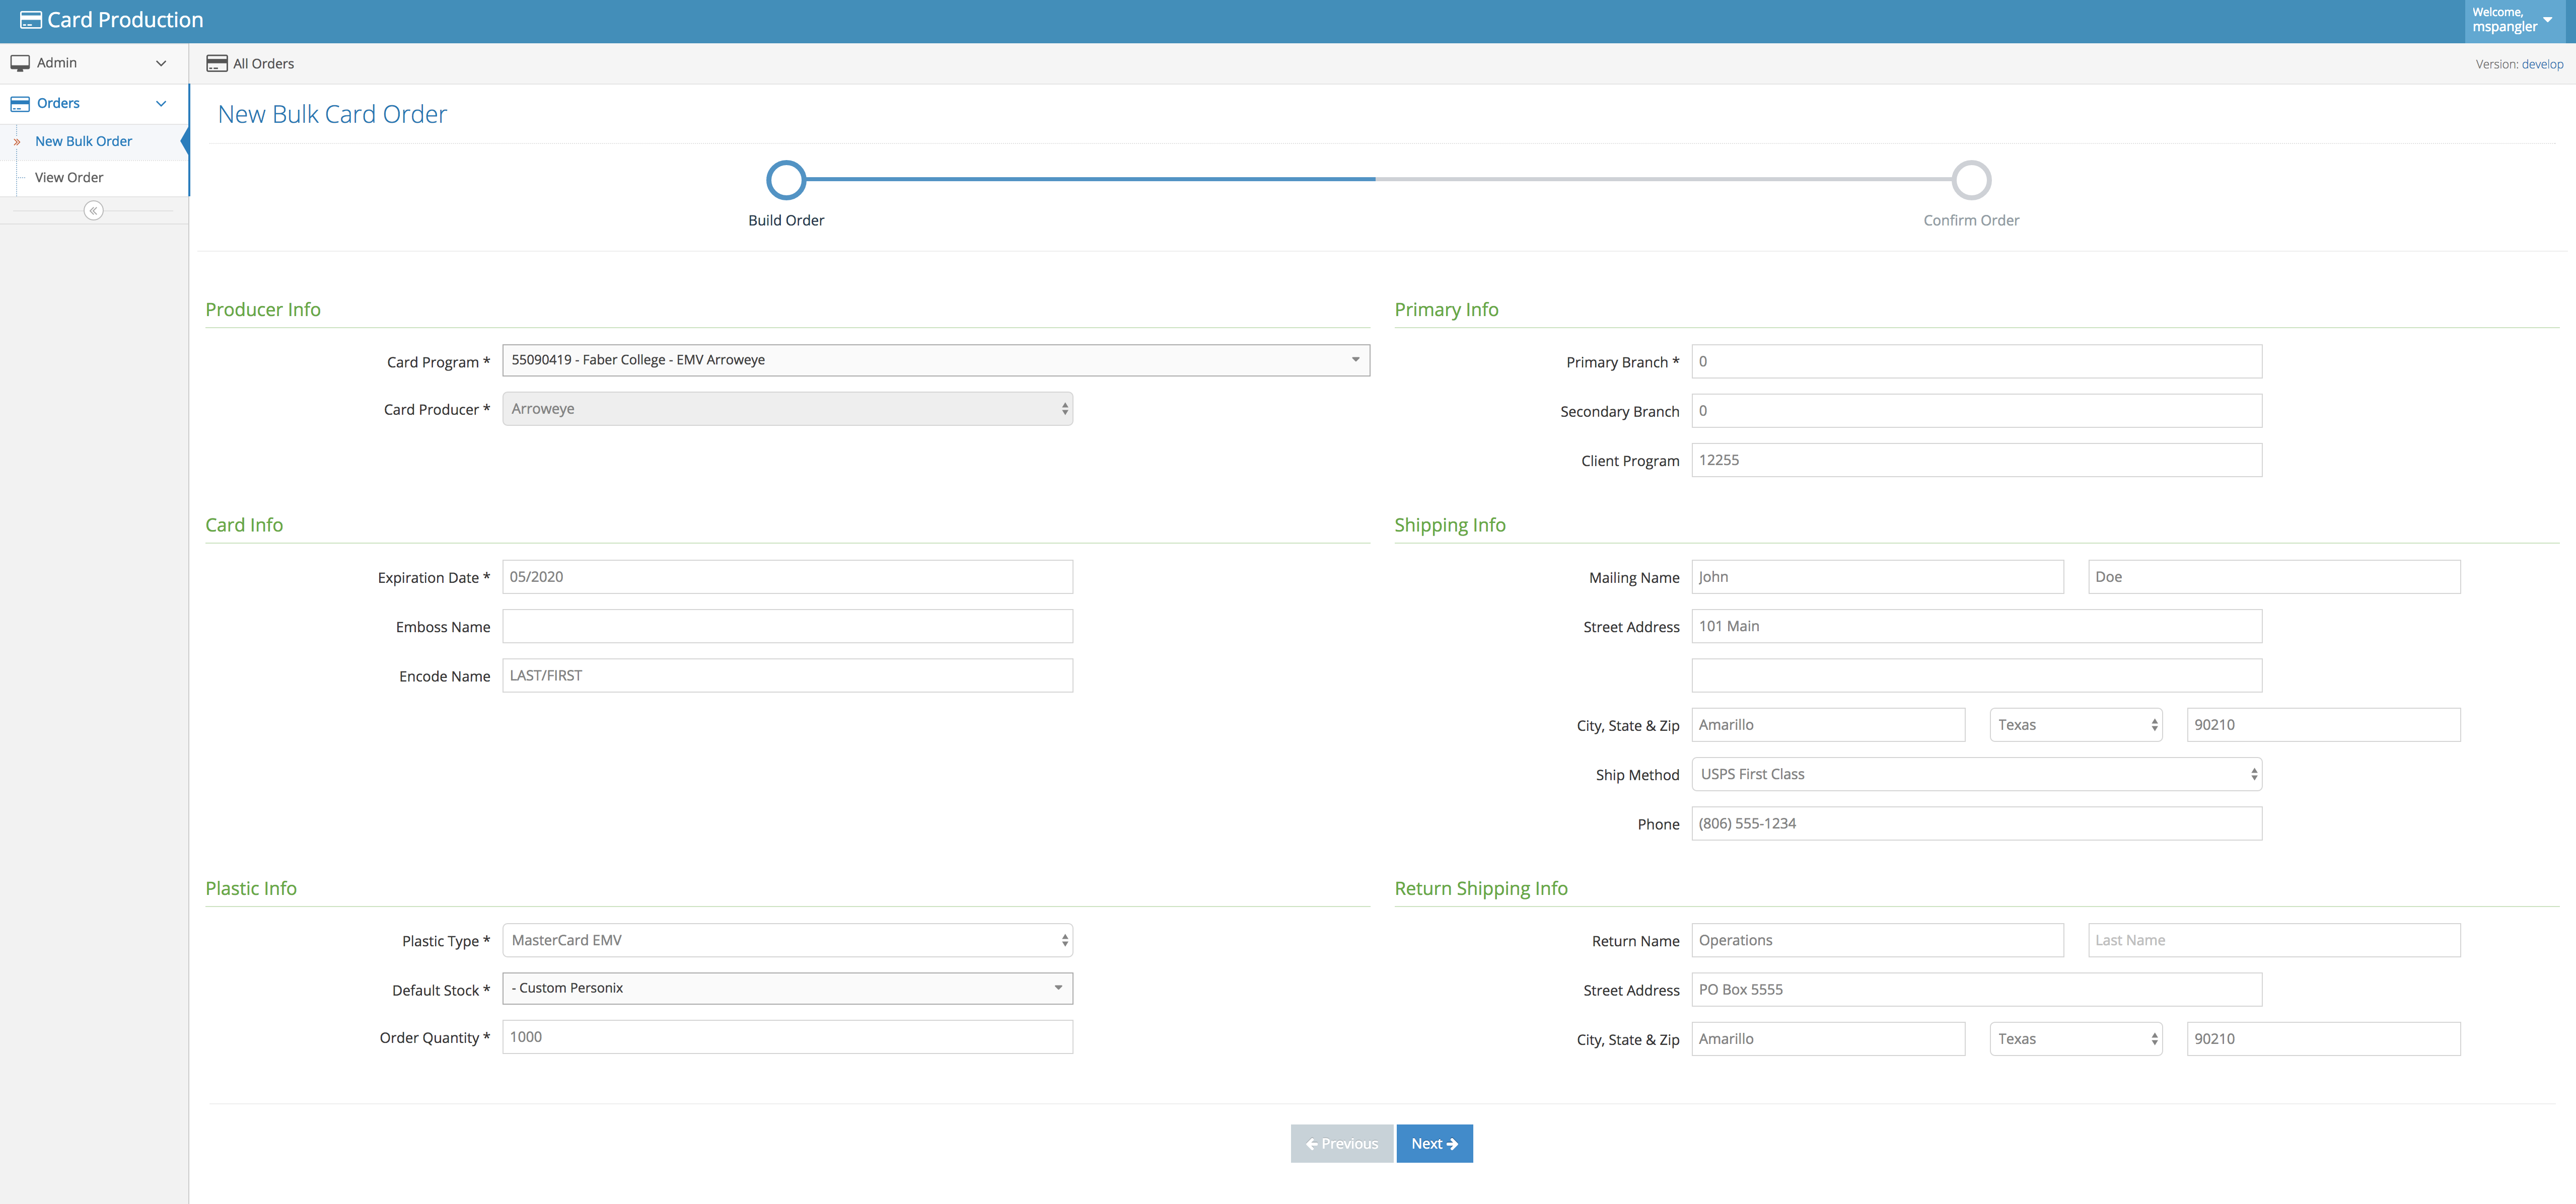 Card Production
Welcome,
mspangler
Admin
Orders
New Bulk Order
View Order
All Orders
Version: develop
New Bulk Card Order
Build Order
Confirm Order
Producer Info
Card Program *
55090419 - Faber College - EMV Arroweye
Card Producer *
Arroweye
Primary Info
Primary Branch *
0
Secondary Branch
0
Client Program
12255
Card Info
Expiration Date *
05/2020
Emboss Name
Encode Name
LAST/FIRST
Shipping Info
Mailing Name
John
Doe
Street Address
101 Main
City, State & Zip
Amarillo
Texas
90210
Ship Method
USPS First Class
Phone
(806) 555-1234
Plastic Info
Plastic Type *
MasterCard EMV
Default Stock *
- Custom Personix
Order Quantity *
1000
Return Shipping Info
Return Name
Operations
Last Name
Street Address
PO Box 5555
City, State & Zip
Amarillo
Texas
90210
Previous
Next